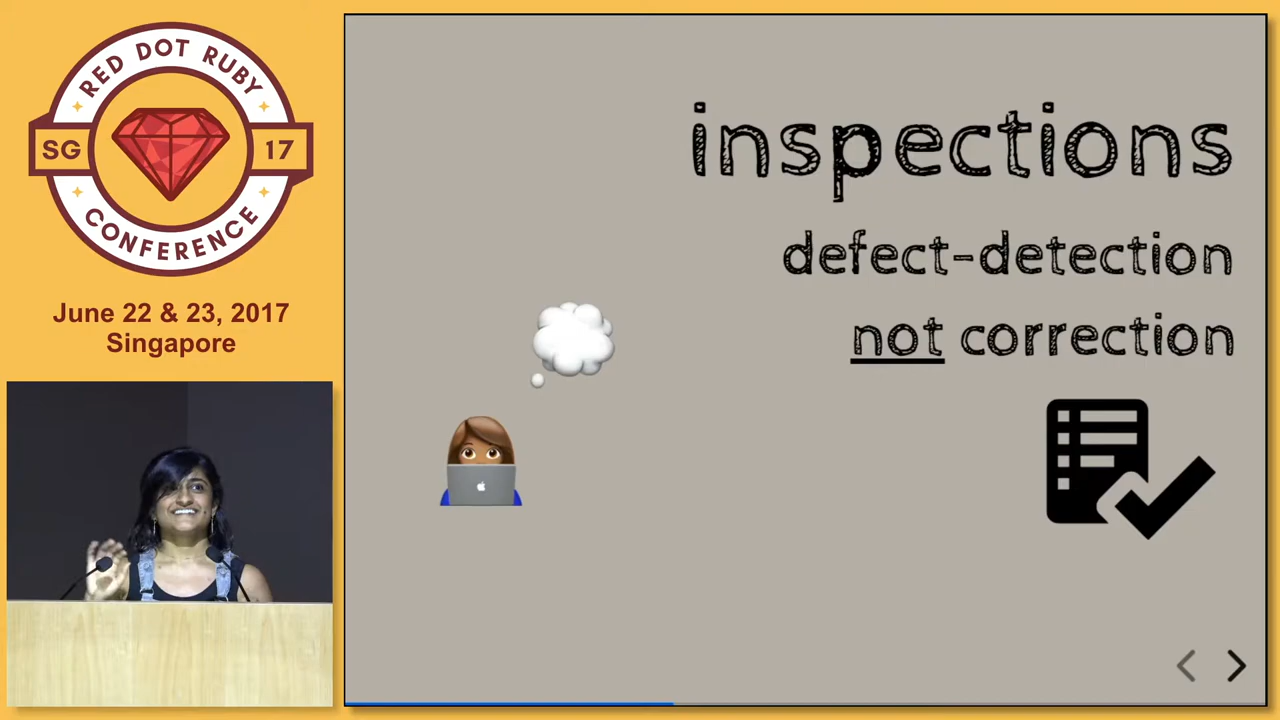 RED DOT RUBY
SG 17
CONFERENCE
June 22 & 23, 2017
Singapore
inspections
defect-detection
not correction